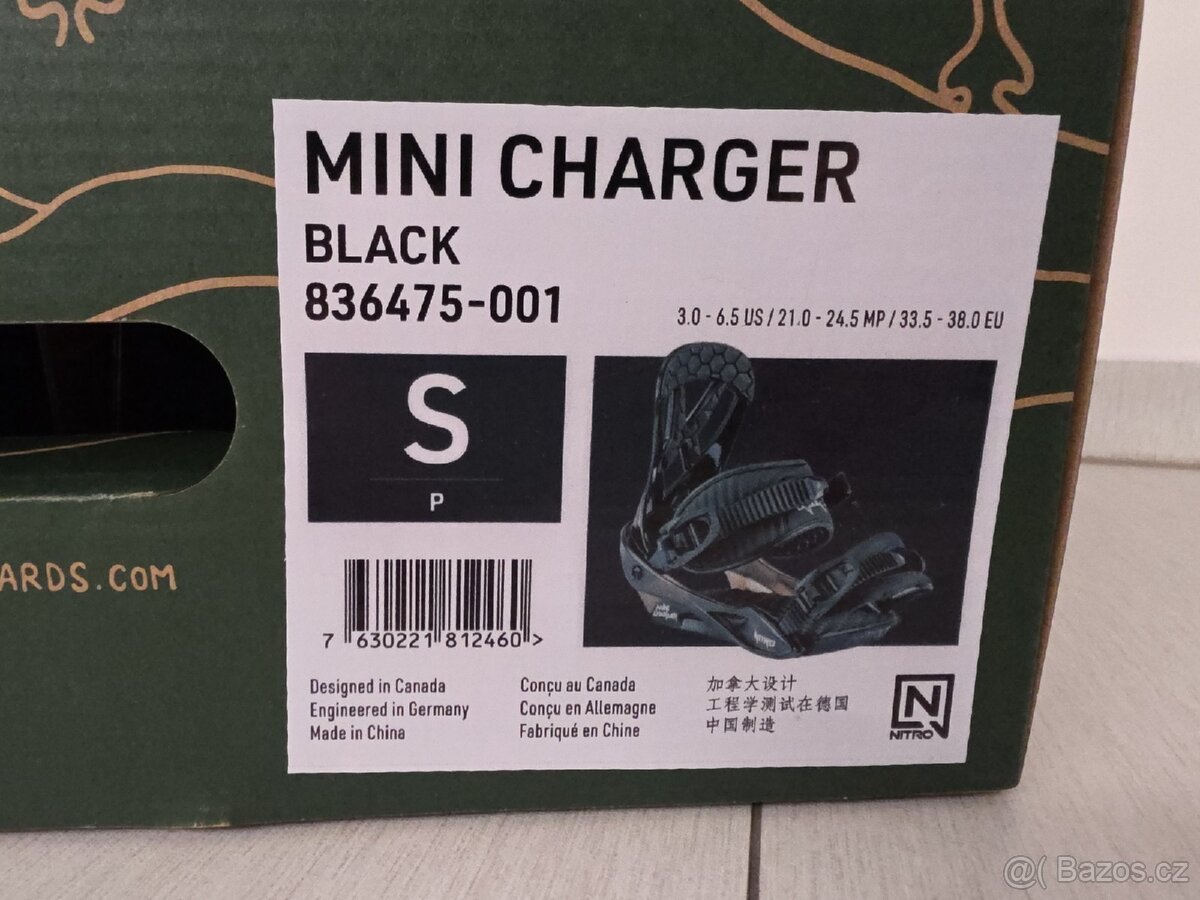 MINI CHARGER
BLACK
836475-001
3.0 - 6.5 US / 21.0 - 24.5 MP / 33.5 - 38.0 EU
S
P
ARDS.COM
7 630221 812460 >
Designed in Canada
Engineered in Germany
Made in China
Conçu au Canada
Conçu en Allemagne
Fabriqué en Chine
加拿大设计
工程学测试在德国
中国制造
N
NITRO
@( Bazos.cz